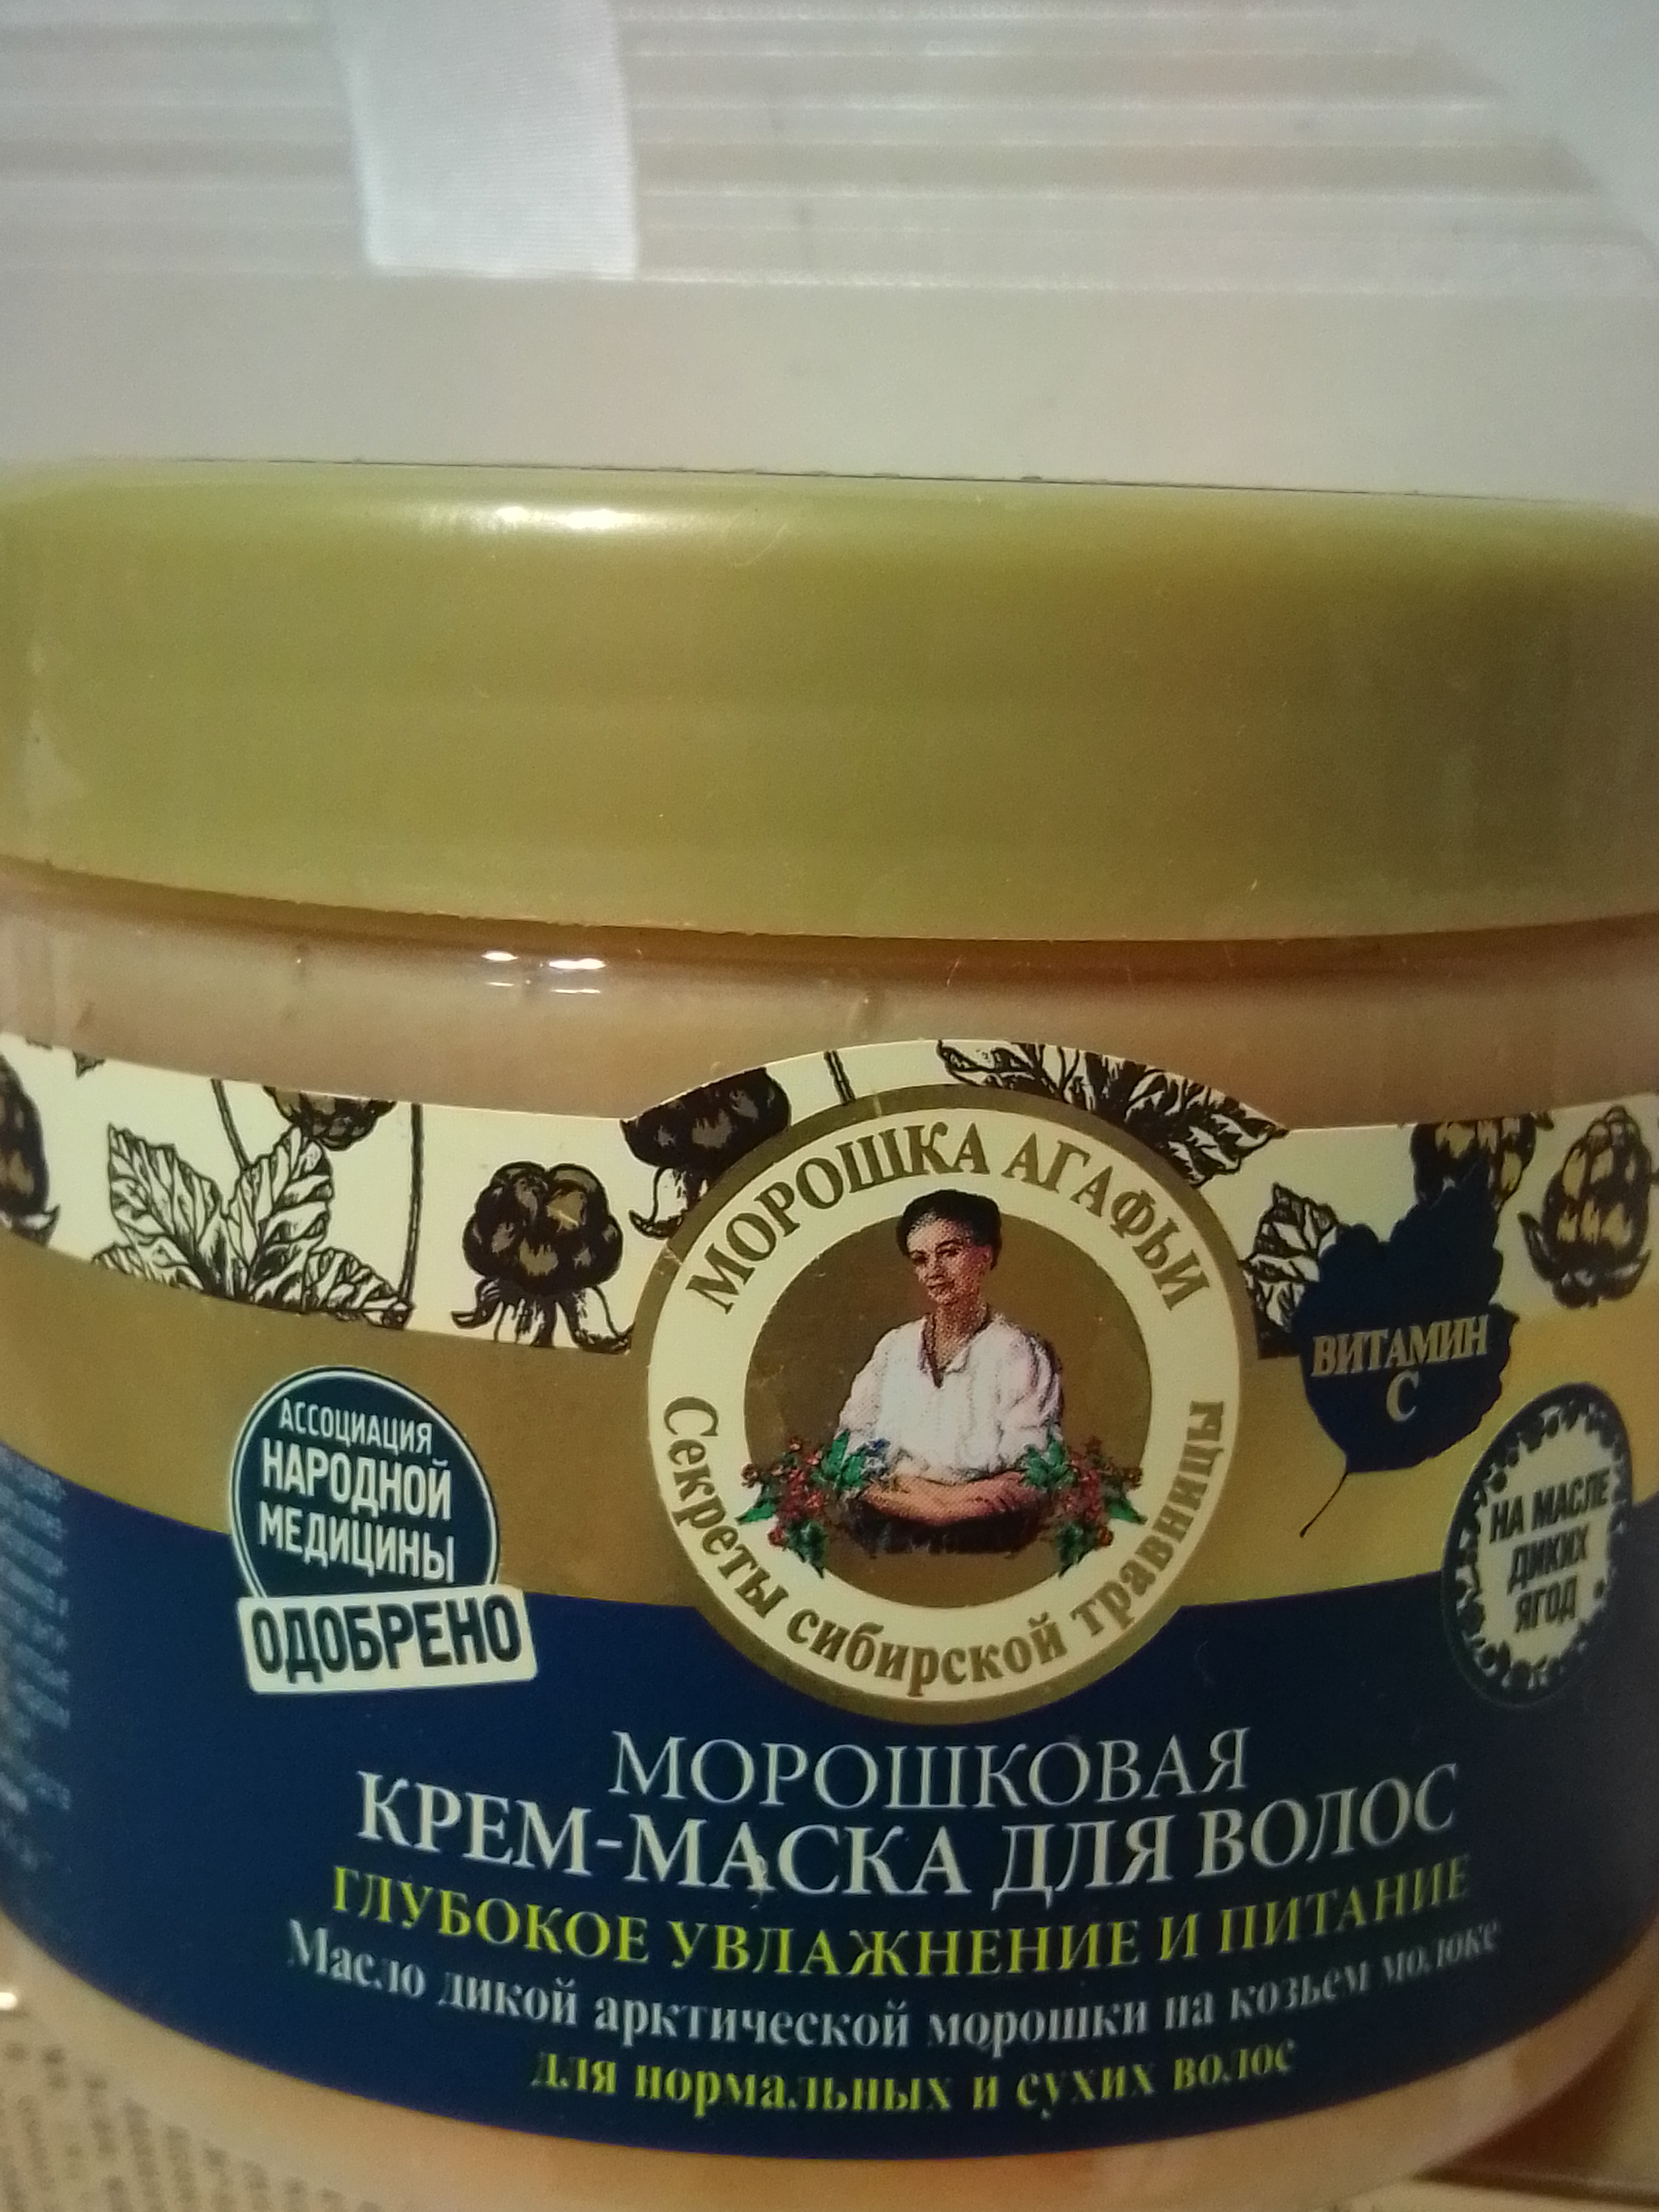 МОРОШКА АГАФЬИ
Секреты сибирской травницы
ВИТАМИН
С
АССОЦИАЦИЯ
НАРОДНОЙ
МЕДИЦИНЫ
ОДОБРЕНО
НА МАСЛЕ
ДИКИХ
ЯГОД
МОРОШКОВАЯ
КРЕМ-МАСКА ДЛЯ ВОЛОС
ГЛУБОКОЕ УВЛАЖНЕНИЕ И ПИТАНИЕ
Масло дикой арктической морошки на козьем молоке
для нормальных и сухих волос